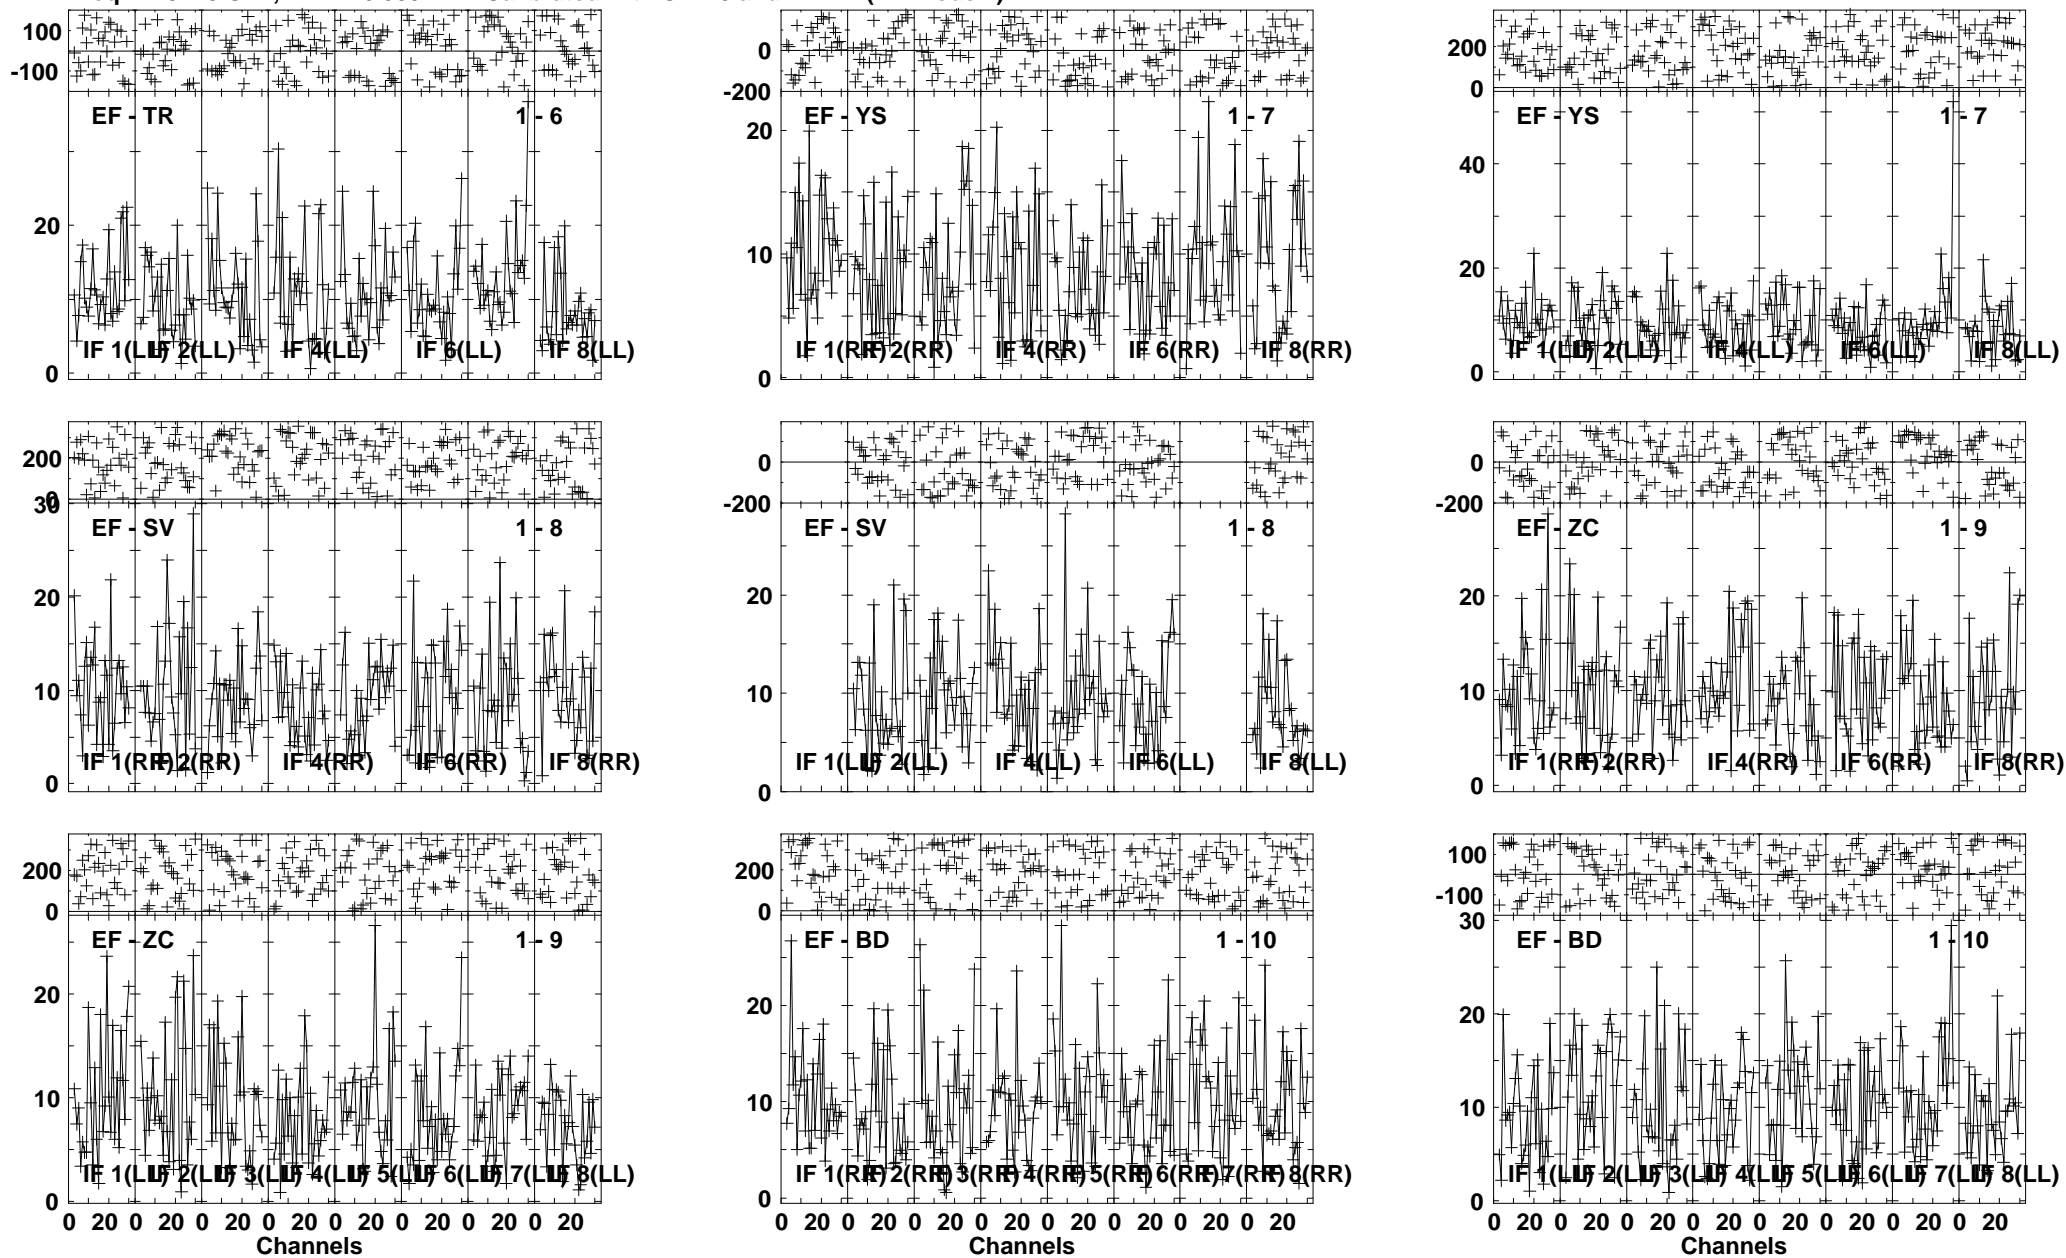 100
-100
EF - TR 1 - 6
20
0
IF 1(LL) IF 2(LL) IF 4(LL) IF 6(LL) IF 8(LL)
0
-200
EF - YS 1 - 7
20
10
0
IF 1(RR) IF 2(RR) IF 4(RR) IF 6(RR) IF 8(RR)
200
0
EF - YS 1 - 7
40
20
0
IF 1(LL) IF 2(LL) IF 4(LL) IF 6(LL) IF 8(LL)
200
0
30
EF - SV 1 - 8
20
10
0
IF 1(RR) IF 2(RR) IF 4(RR) IF 6(RR) IF 8(RR)
0
-200
EF - SV 1 - 8
20
10
0
IF 1(LL) IF 2(LL) IF 4(LL) IF 6(LL) IF 8(LL)
0
-200
EF - ZC 1 - 9
20
10
0
IF 1(RR) IF 2(RR) IF 4(RR) IF 6(RR) IF 8(RR)
200
0
EF - ZC 1 - 9
20
10
0
IF 1(LL) IF 2(LL) IF 3(LL) IF 4(LL) IF 5(LL) IF 6(LL) IF 7(LL) IF 8(LL)
0 20 0 20 0 20 0 20 0 20 0 20 0 20 0 20
Channels
200
0
EF - BD 1 - 10
20
10
0
IF 1(RR) IF 2(RR) IF 3(RR) IF 4(RR) IF 5(RR) IF 6(RR) IF 7(RR) IF 8(RR)
0 20 0 20 0 20 0 20 0 20 0 20 0 20 0 20
100
-100
30
EF - BD 1 - 10
20
10
0
IF 1(LL) IF 2(LL) IF 3(LL) IF 4(LL) IF 5(LL) IF 6(LL) IF 7(LL) IF 8(LL)
0 20 0 20 0 20 0 20 0 20 0 20 0 20 0 20
Channels
Channels